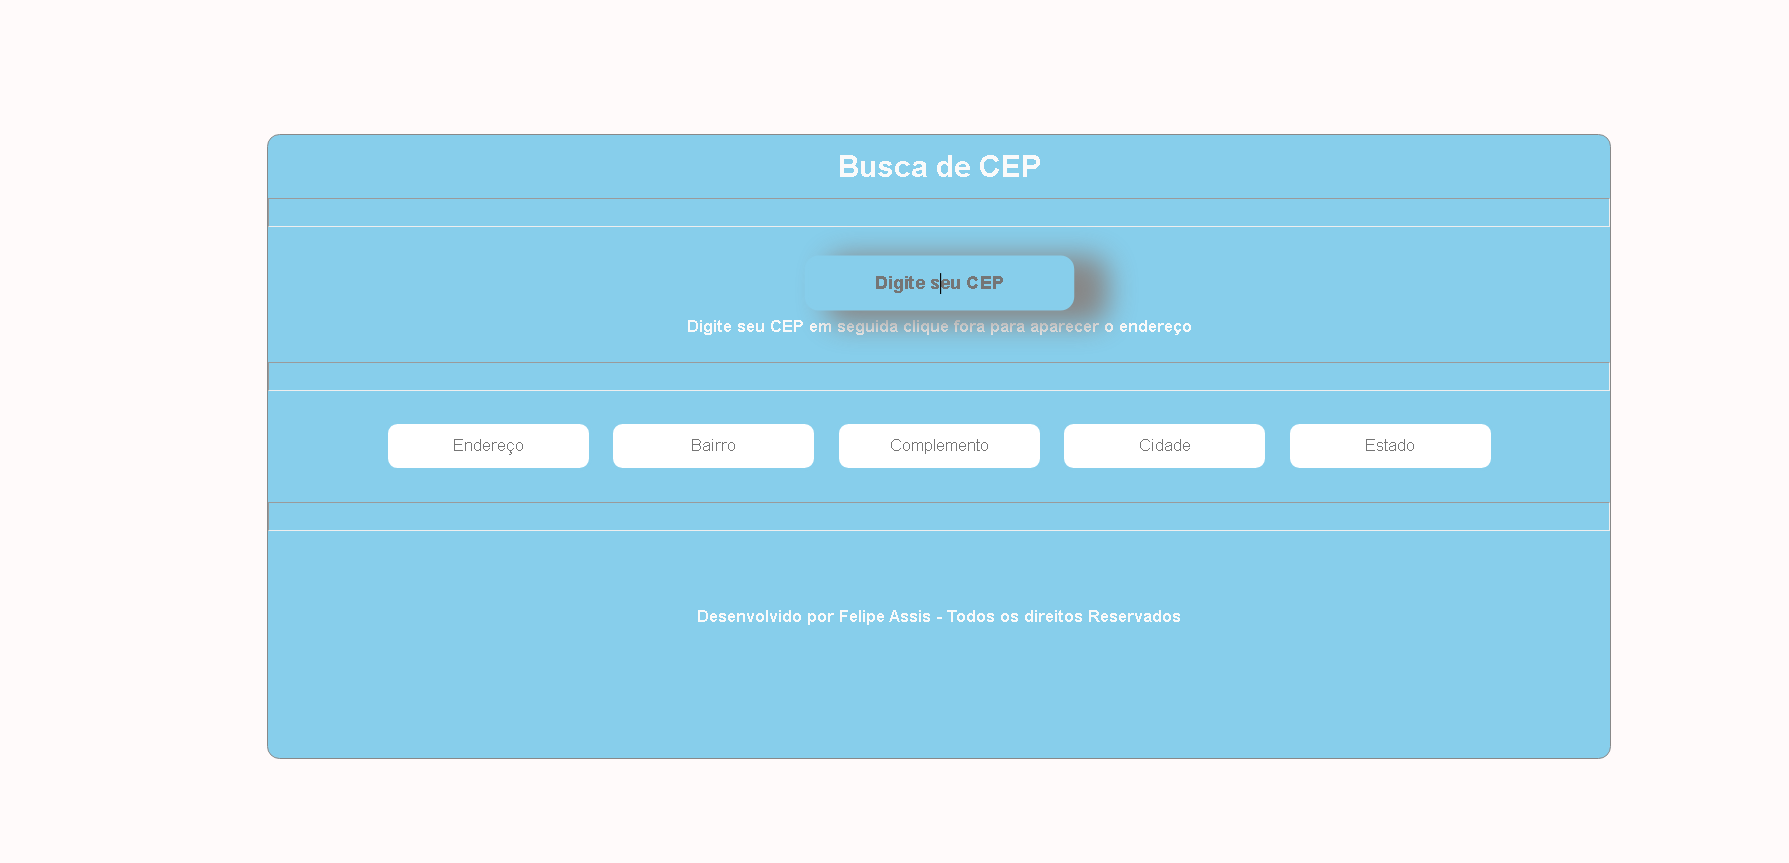 Busca de CEP
Digite seu CEP
Digite seu CEP em seguida clique fora para aparecer o endereço
Endereço Bairro Complemento Cidade Estado
Desenvolvido por Felipe Assis - Todos os direitos Reservados